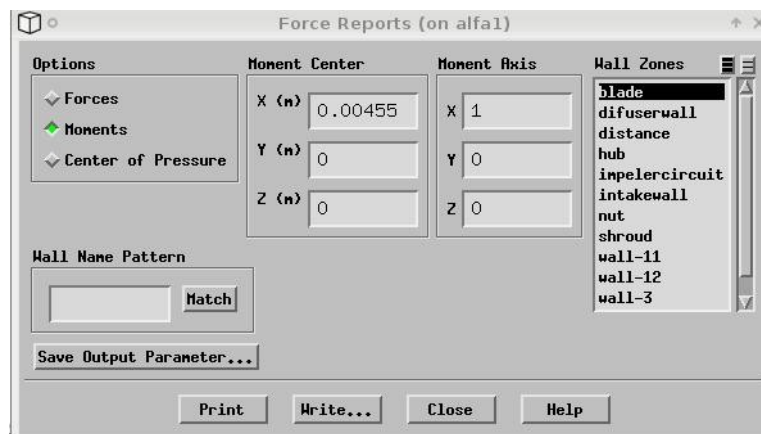 Force Reports (on alfa1)
Options
Forces
Moments
Center of Pressure
Moment Center
X (m) 0.00455
Y (m) 0
Z (m) 0
Moment Axis
X 1
Y 0
Z 0
Wall Zones
blade
difuserwall
distance
hub
impelercircuit
intakewall
nut
shroud
wall-11
wall-12
wall-3
Wall Name Pattern
Match
Save Output Parameter...
Print Write... Close Help